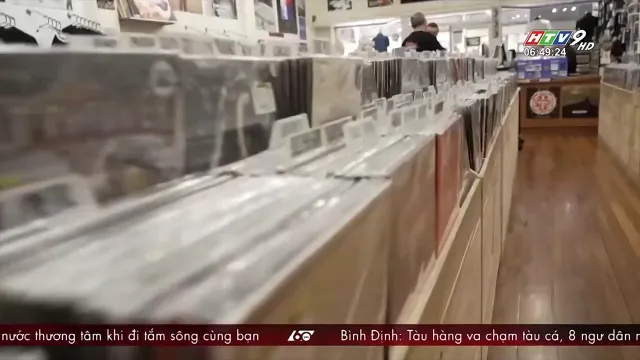 HTV9 HD
06:49:24
nước thương tâm khi đi tắm sông cùng bạn 60 Bình Định: Tàu hàng va chạm tàu cá, 8 ngư dân